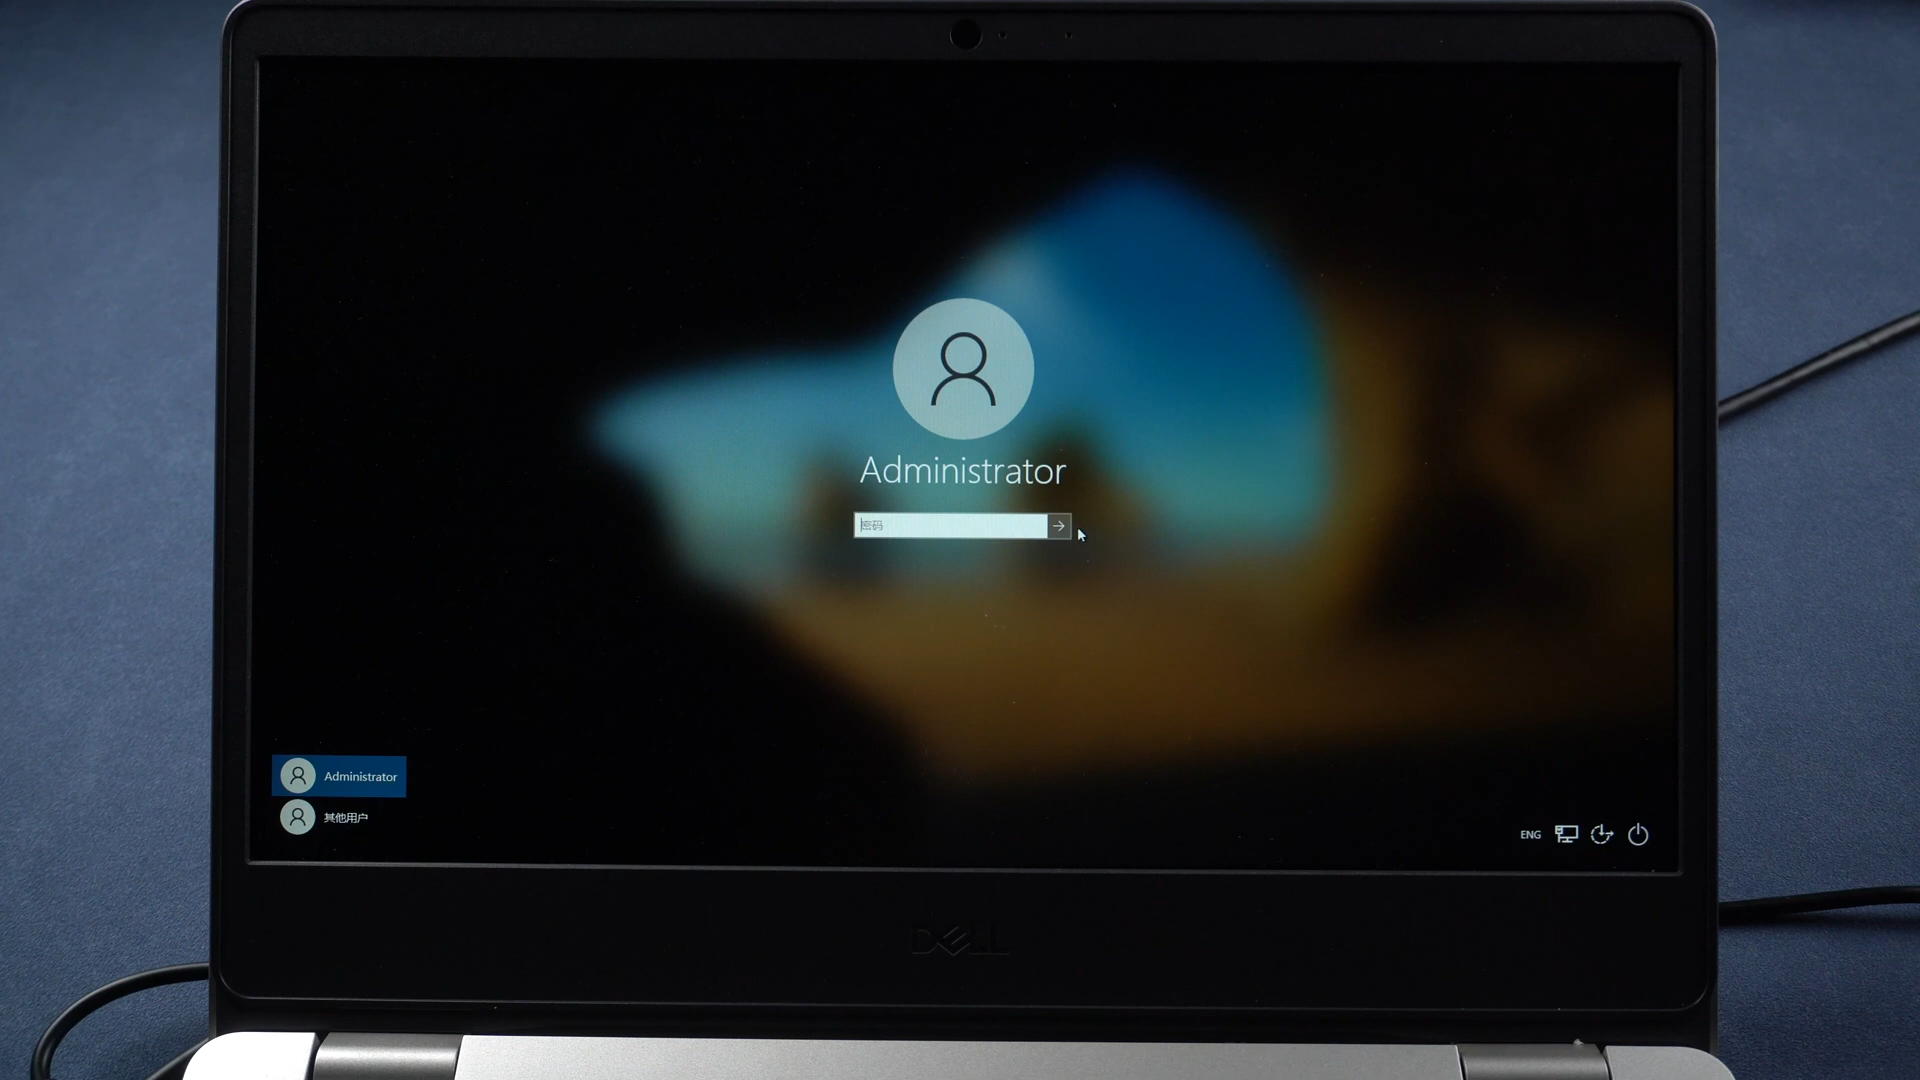 Administrator
密码
Administrator
其他用户
ENG
DELL